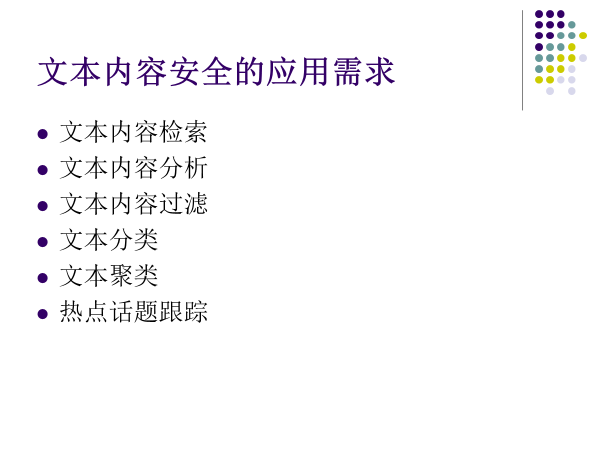 文本内容安全的应用需求
文本内容检索
文本内容分析
文本内容过滤
文本分类
文本聚类
热点话题跟踪